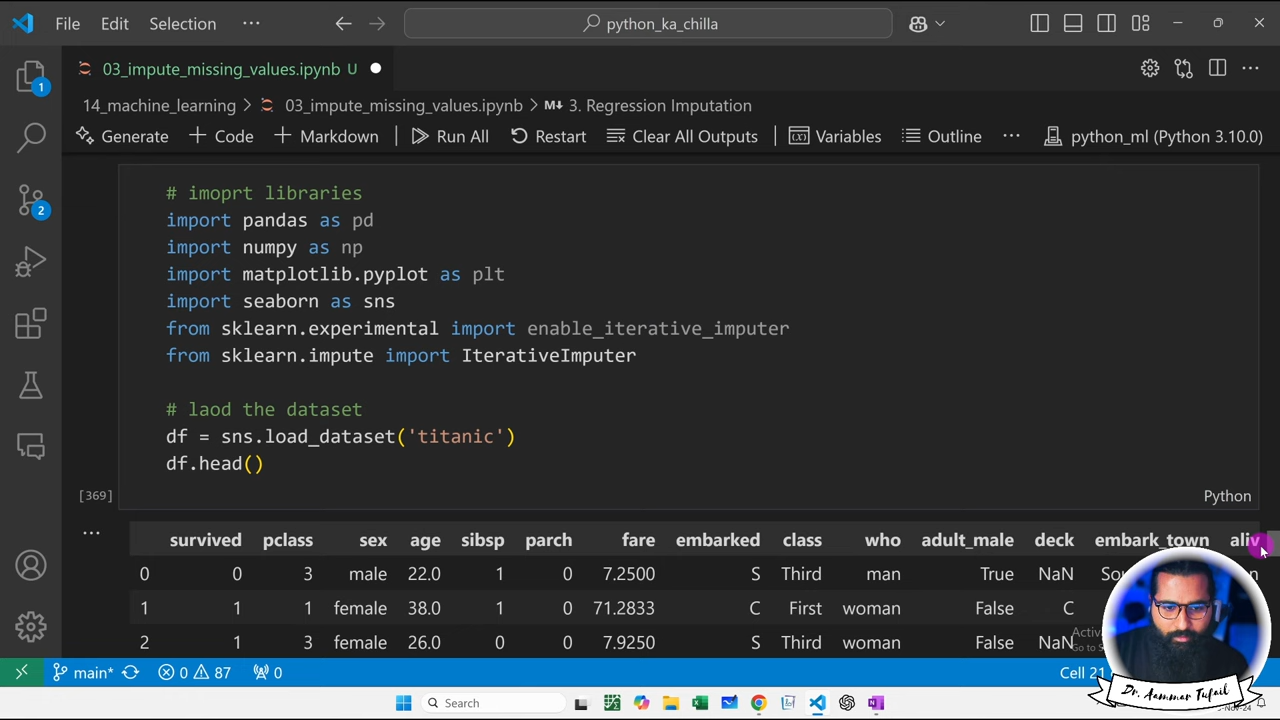 File Edit Selection ··· python_ka_chilla
03_impute_missing_values.ipynb U
14_machine_learning > 03_impute_missing_values.ipynb > M↓ 3. Regression Imputation
Generate + Code + Markdown Run All Restart Clear All Outputs Variables Outline ··· python_ml (Python 3.10.0)
# imoprt libraries
import pandas as pd
import numpy as np
import matplotlib.pyplot as plt
import seaborn as sns
from sklearn.experimental import enable_iterative_imputer
from sklearn.impute import IterativeImputer
# laod the dataset
df = sns.load_dataset('titanic')
df.head()
[369] Python
survived pclass sex age sibsp parch fare embarked class who adult_male deck embark_town aliv
0 0 3 male 22.0 1 0 7.2500 S Third man True NaN Sou n
1 1 1 female 38.0 1 0 71.2833 C First woman False C
2 1 3 female 26.0 0 0 7.9250 S Third woman False NaN
1
2
main* 0 87 0 Cell 21
Search
Dr. Aammar Tufail